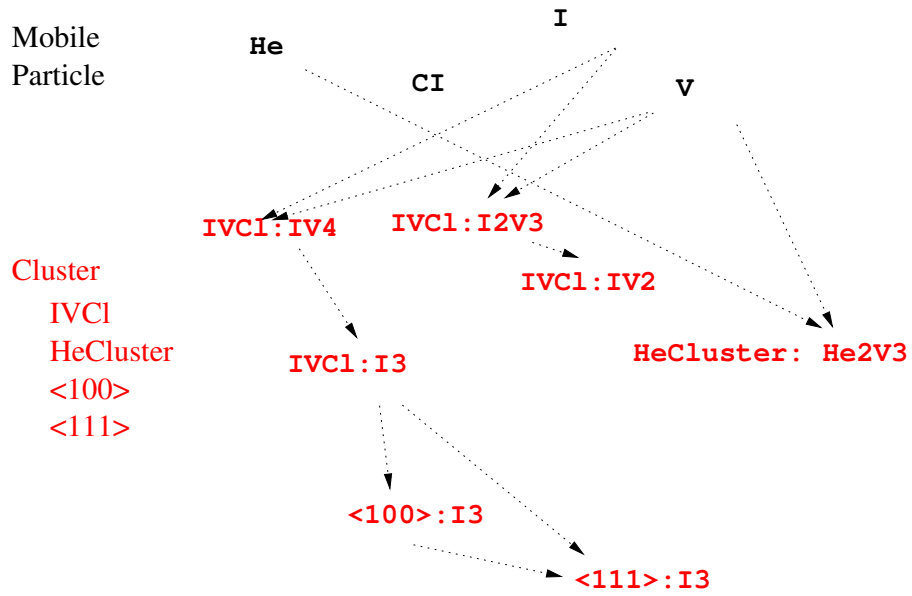 Mobile
Particle
He
CI
I
V
IVCl:IV4
IVCl:I2V3
IVCl:IV2
Cluster
IVCl
HeCluster
<100>
<111>
IVCl:I3
HeCluster: He2V3
<100>:I3
<111>:I3